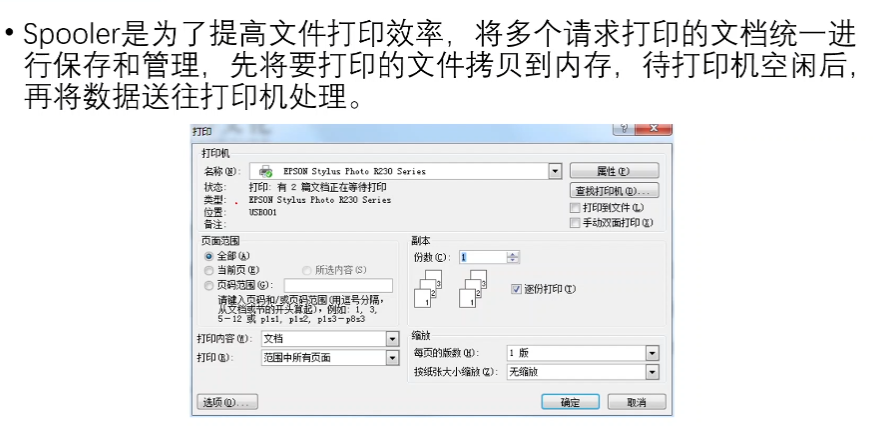 • Spooler是为了提高文件打印效率，将多个请求打印的文档统一进
行保存和管理，先将要打印的文件拷贝到内存，待打印机空闲后，
再将数据送往打印机处理。
打印
打印机
名称(N): EPSON Stylus Photo R230 Series 属性(P)
状态: 打印: 有 2 篇文档正在等待打印 查找打印机(D)...
类型: EPSON Stylus Photo R230 Series 打印到文件(L)
位置: USB001
备注: 手动双面打印(X)
页面范围
全部(A)
当前页(E) 所选内容(S)
页码范围(G):
请键入页码和/或页码范围(用逗号分隔，
从文档或节的开头算起)，例如: 1, 3,
5-12 或 p1s1, p1s2, p1s3-p8s3
副本
份数(C): 1
1 2 3 1 2 3 逐份打印(T)
打印内容(W): 文档
打印(R): 范围中所有页面
缩放
每页的版数(H): 1 版
按纸张大小缩放(Z): 无缩放
选项(O)... 确定 取消